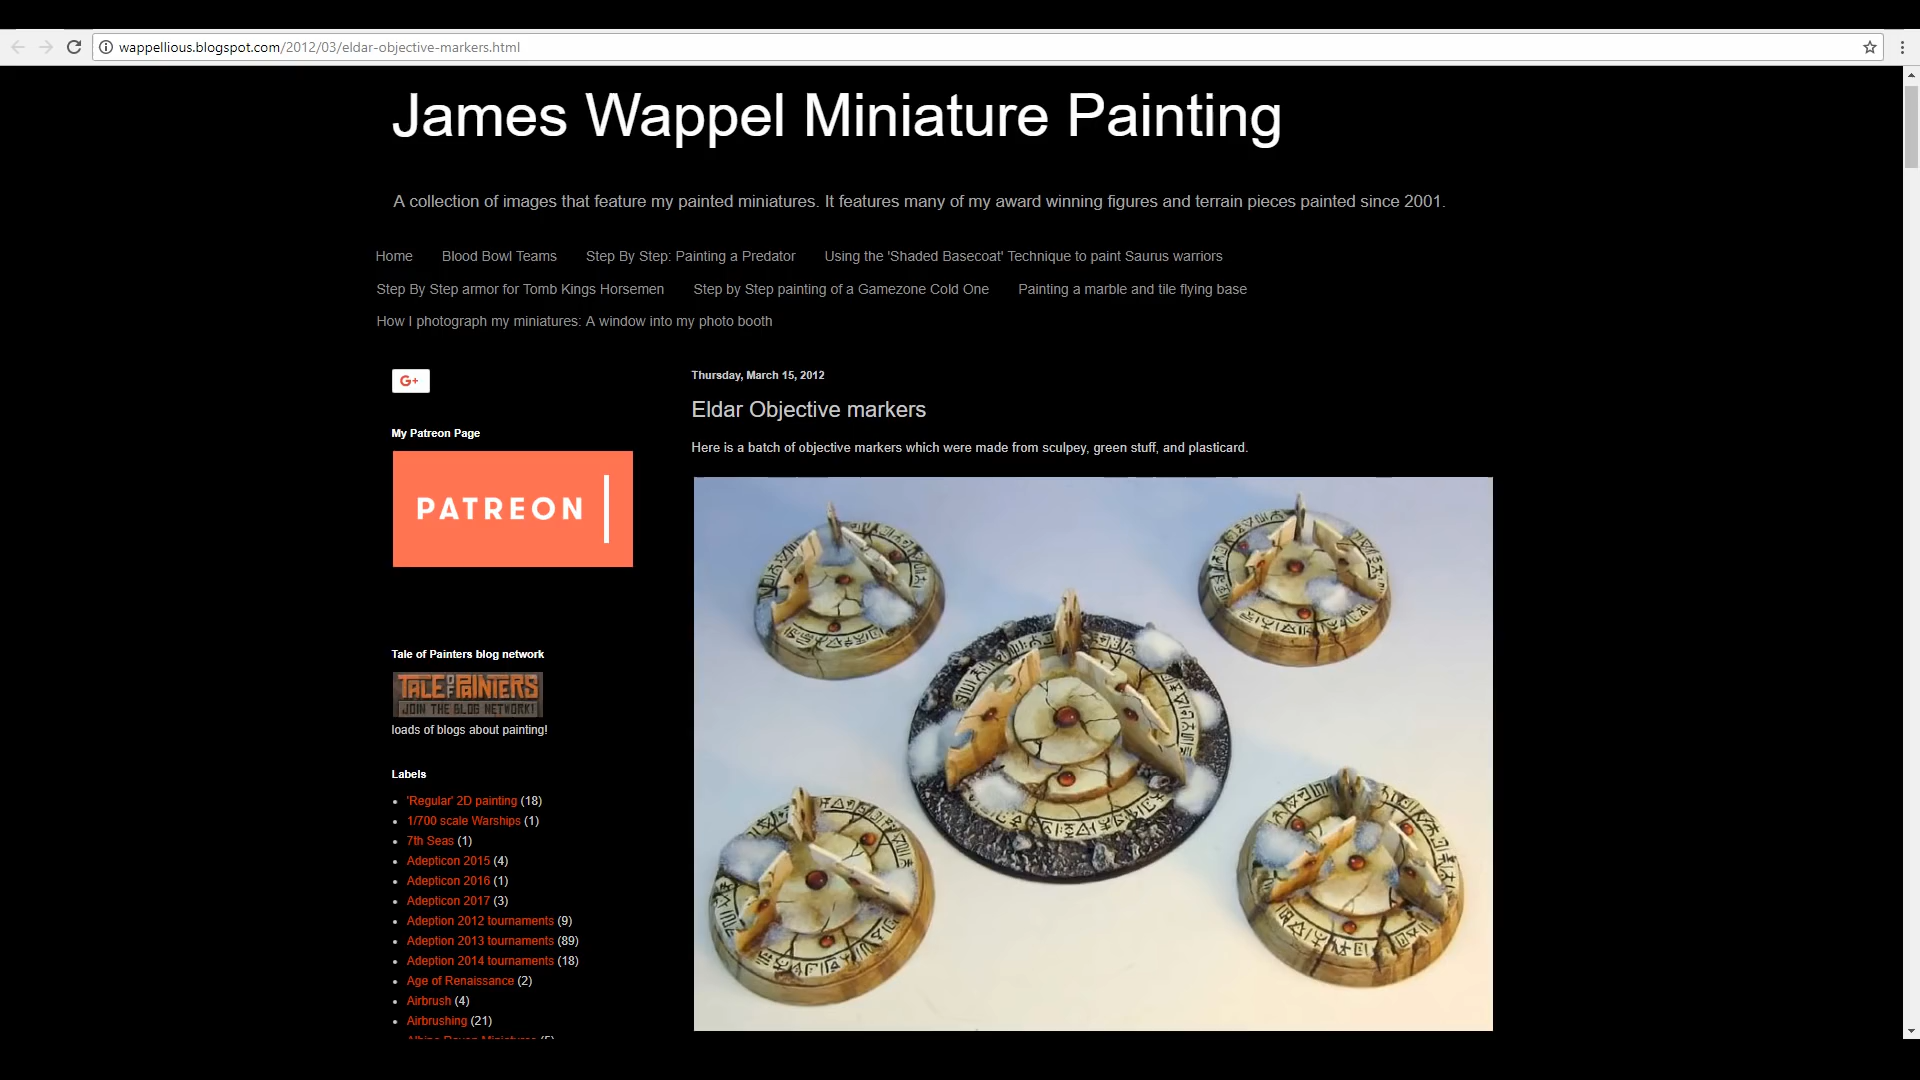 wappellious.blogspot.com/2012/03/eldar-objective-markers.html
James Wappel Miniature Painting
A collection of images that feature my painted miniatures. It features many of my award winning figures and terrain pieces painted since 2001.
Home Blood Bowl Teams Step By Step: Painting a Predator Using the 'Shaded Basecoat' Technique to paint Saurus warriors
Step By Step armor for Tomb Kings Horsemen Step by Step painting of a Gamezone Cold One Painting a marble and tile flying base
How I photograph my miniatures: A window into my photo booth
G+
My Patreon Page
PATREON
Tale of Painters blog network
TALE OF PAINTERS
JOIN THE BLOG NETWORK!
loads of blogs about painting!
Labels
'Regular' 2D painting (18)
1/700 scale Warships (1)
7th Seas (1)
Adepticon 2015 (4)
Adepticon 2016 (1)
Adepticon 2017 (3)
Adeption 2012 tournaments (9)
Adeption 2013 tournaments (89)
Adeption 2014 tournaments (18)
Age of Renaissance (2)
Airbrush (4)
Airbrushing (21)
Thursday, March 15, 2012
Eldar Objective markers
Here is a batch of objective markers which were made from sculpey, green stuff, and plasticard.